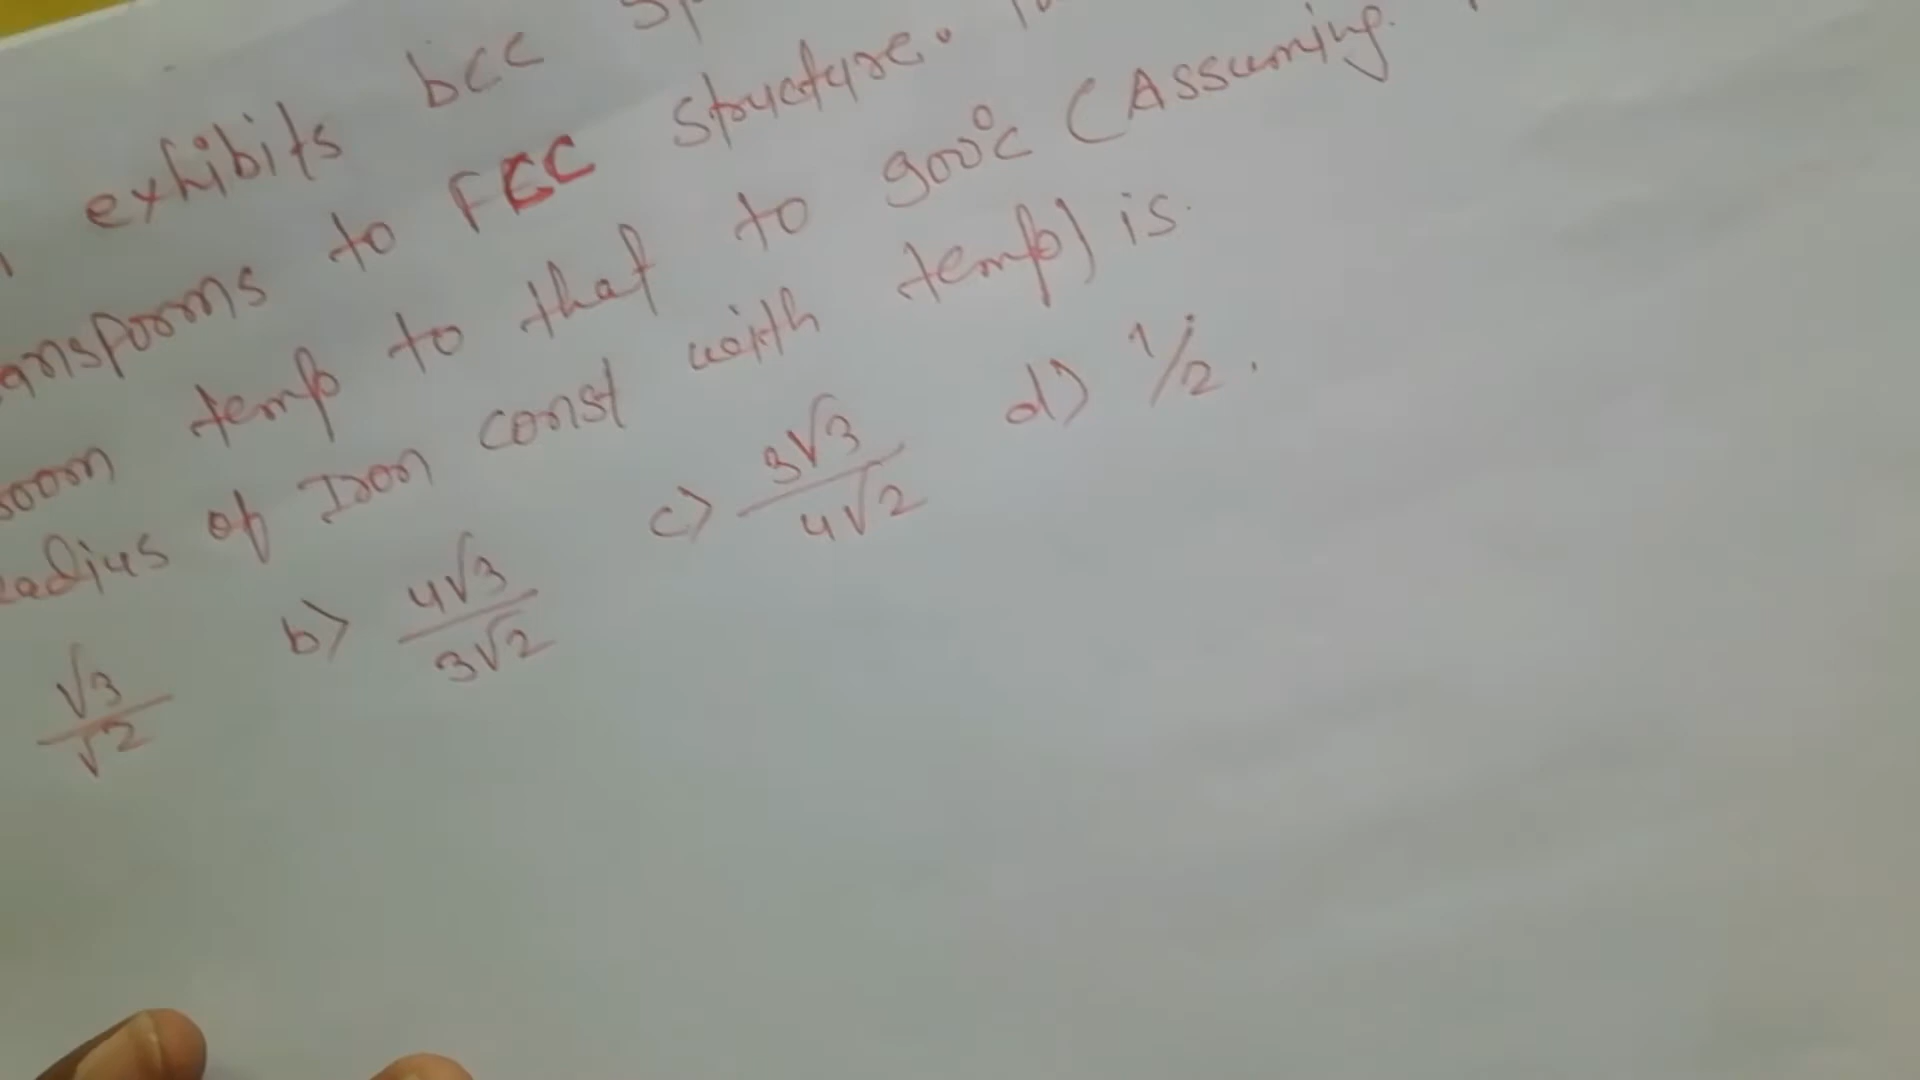 exhibits bcc
ansforms to FCC structure.
room temp to that to 900°c (Assuming
radius of Iron const with temp) is.
√3/√2 b) 4√3/3√2 c) 3√3/4√2 d) 1/2.